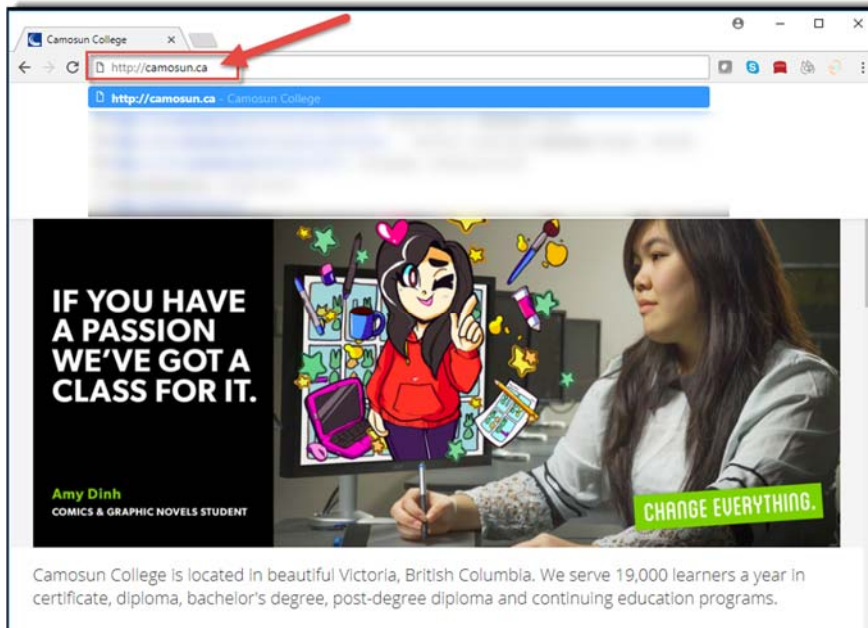 Camosun College
http://camosun.ca
http://camosun.ca - Camosun College
IF YOU HAVE
A PASSION
WE'VE GOT A
CLASS FOR IT.
Amy Dinh
COMICS & GRAPHIC NOVELS STUDENT
CHANGE EVERYTHING.
Camosun College is located in beautiful Victoria, British Columbia. We serve 19,000 learners a year in
certificate, diploma, bachelor's degree, post-degree diploma and continuing education programs.